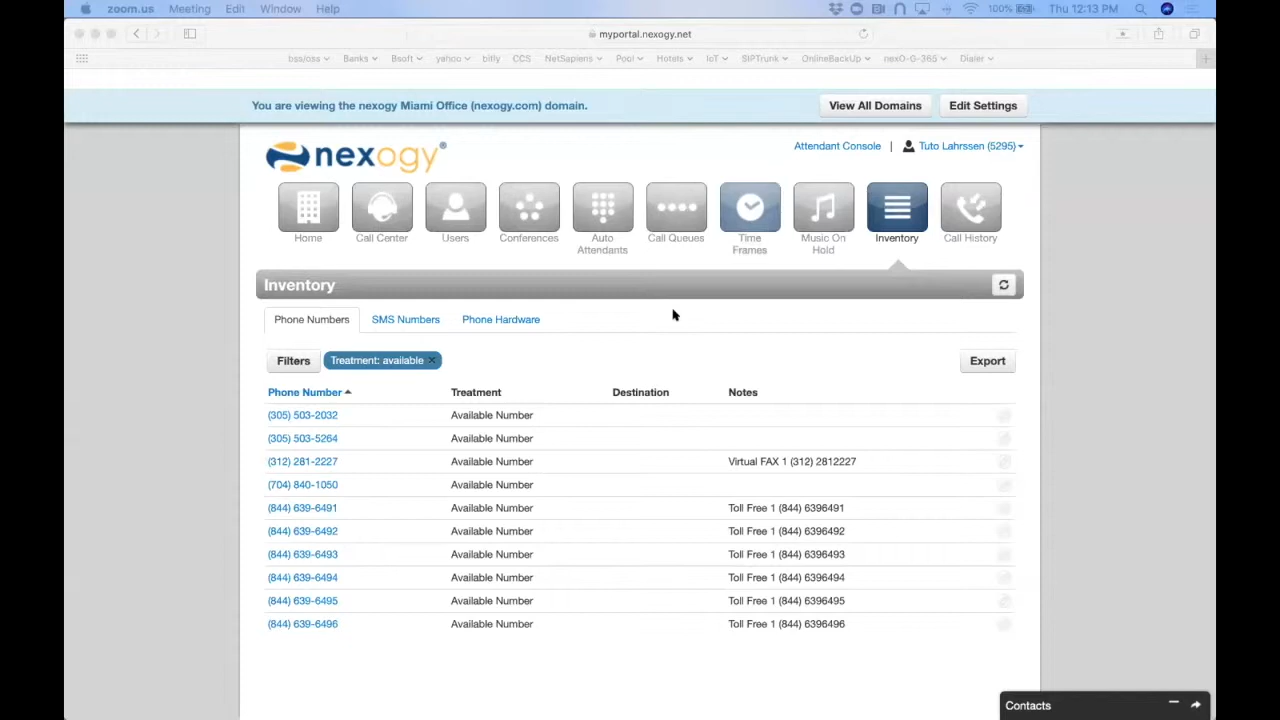 zoom.us Meeting Edit Window Help 100% Thu 12:13 PM
myportal.nexogy.net
bss/oss Banks Bsoft yahoo bitly CCS NetSapiens Pool Hotels IoT SIPTrunk OnlineBackUp nexO-G-365 Dialer
You are viewing the nexogy Miami Office (nexogy.com) domain. View All Domains Edit Settings
nexogy® Attendant Console | Tuto Lahrssen (5295)
Home Call Center Users Conferences Auto Attendants Call Queues Time Frames Music On Hold Inventory Call History
Inventory
Phone Numbers SMS Numbers Phone Hardware
Filters Treatment: available × Export
Phone Number Treatment Destination Notes
(305) 503-2032 Available Number
(305) 503-5264 Available Number
(312) 281-2227 Available Number Virtual FAX 1 (312) 2812227
(704) 840-1050 Available Number
(844) 639-6491 Available Number Toll Free 1 (844) 6396491
(844) 639-6492 Available Number Toll Free 1 (844) 6396492
(844) 639-6493 Available Number Toll Free 1 (844) 6396493
(844) 639-6494 Available Number Toll Free 1 (844) 6396494
(844) 639-6495 Available Number Toll Free 1 (844) 6396495
(844) 639-6496 Available Number Toll Free 1 (844) 6396496
Contacts